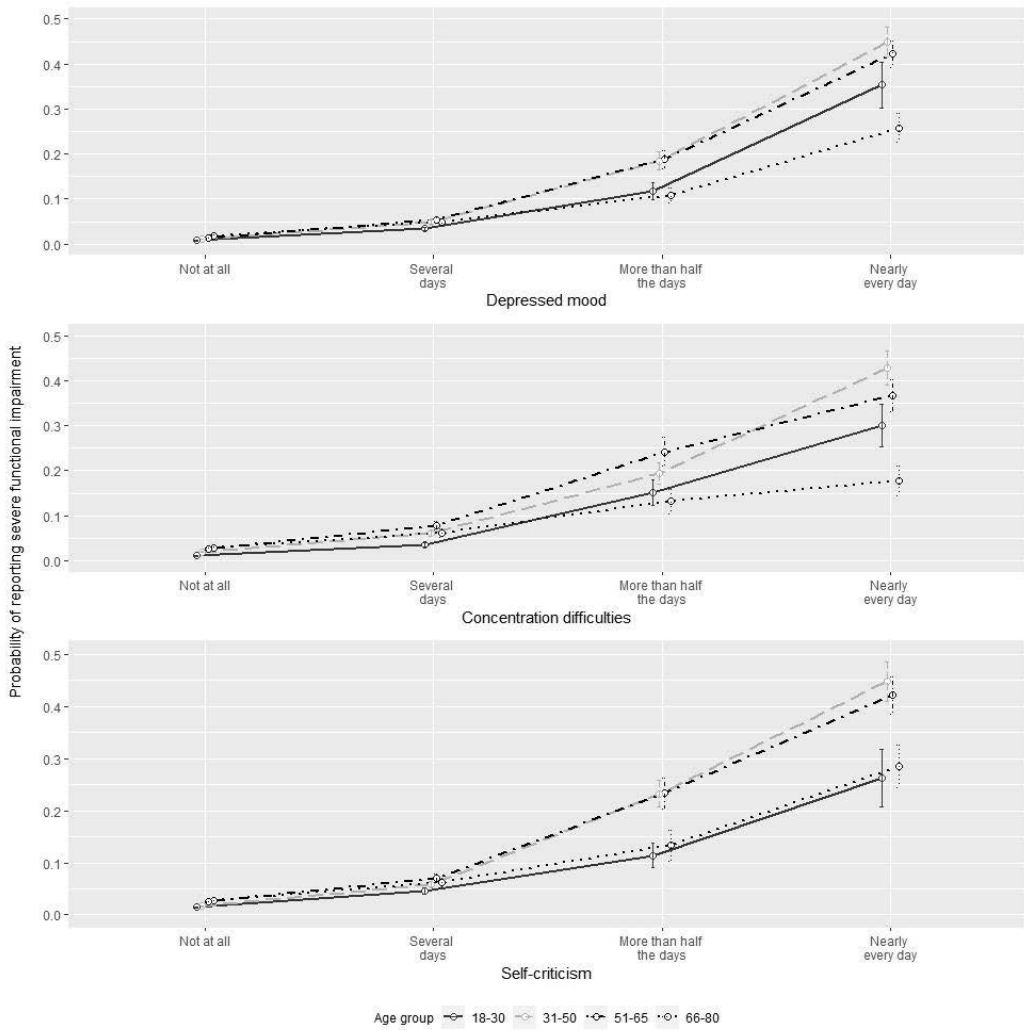 Probability of reporting severe functional impairment
0.5
0.4
0.3
0.2
0.1
0.0
Not at all Several days More than half the days Nearly every day
Depressed mood
0.5
0.4
0.3
0.2
0.1
0.0
Not at all Several days More than half the days Nearly every day
Concentration difficulties
0.5
0.4
0.3
0.2
0.1
0.0
Not at all Several days More than half the days Nearly every day
Self-criticism
Age group 18-30 31-50 51-65 66-80